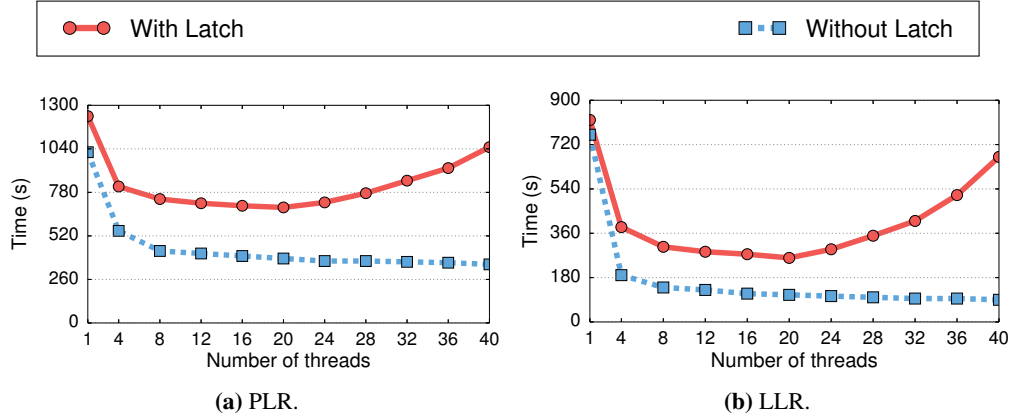 With Latch Without Latch
1300
1040
780
520
260
0
Time (s)
1 4 8 12 16 20 24 28 32 36 40
Number of threads
(a) PLR.
900
720
540
360
180
0
Time (s)
1 4 8 12 16 20 24 28 32 36 40
Number of threads
(b) LLR.